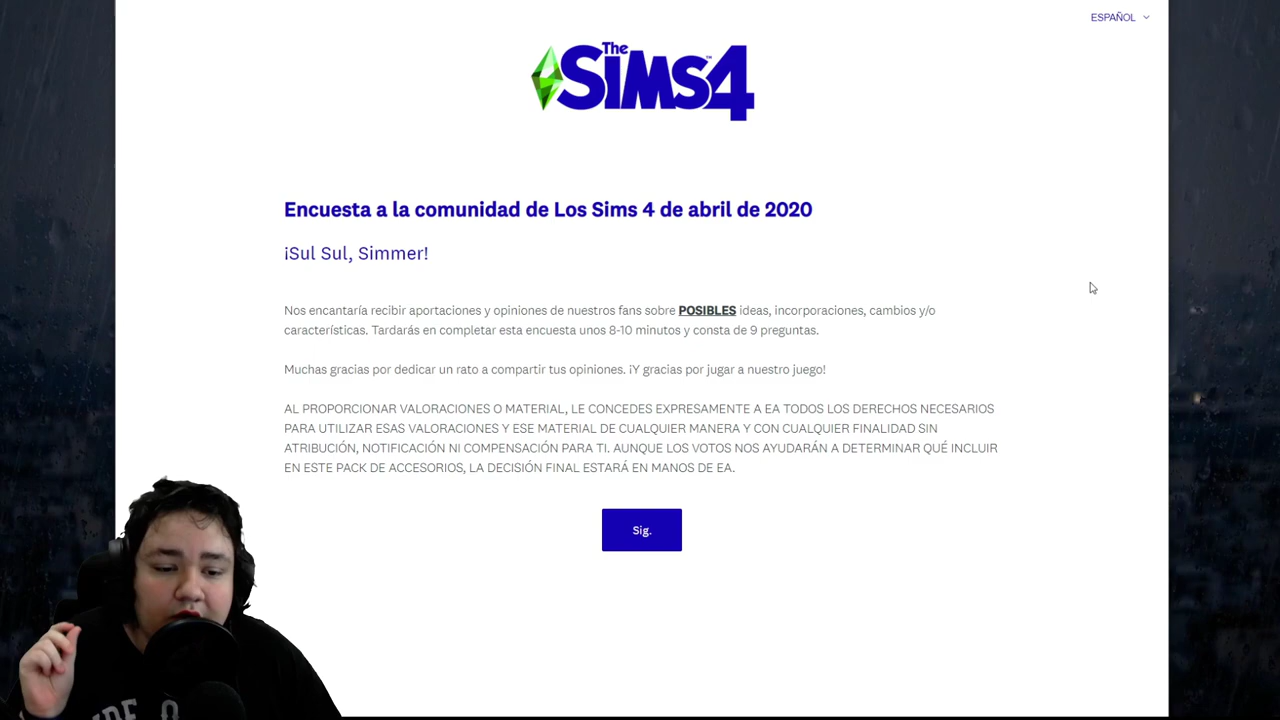 ESPAÑOL
The
SiMS4
Encuesta a la comunidad de Los Sims 4 de abril de 2020
¡Sul Sul, Simmer!
Nos encantaría recibir aportaciones y opiniones de nuestros fans sobre POSIBLES ideas, incorporaciones, cambios y/o
características. Tardarás en completar esta encuesta unos 8-10 minutos y consta de 9 preguntas.
Muchas gracias por dedicar un rato a compartir tus opiniones. ¡Y gracias por jugar a nuestro juego!
AL PROPORCIONAR VALORACIONES O MATERIAL, LE CONCEDES EXPRESAMENTE A EA TODOS LOS DERECHOS NECESARIOS
PARA UTILIZAR ESAS VALORACIONES Y ESE MATERIAL DE CUALQUIER MANERA Y CON CUALQUIER FINALIDAD SIN
ATRIBUCIÓN, NOTIFICACIÓN NI COMPENSACIÓN PARA TI. AUNQUE LOS VOTOS NOS AYUDARÁN A DETERMINAR QUÉ INCLUIR
EN ESTE PACK DE ACCESORIOS, LA DECISIÓN FINAL ESTARÁ EN MANOS DE EA.
Sig.